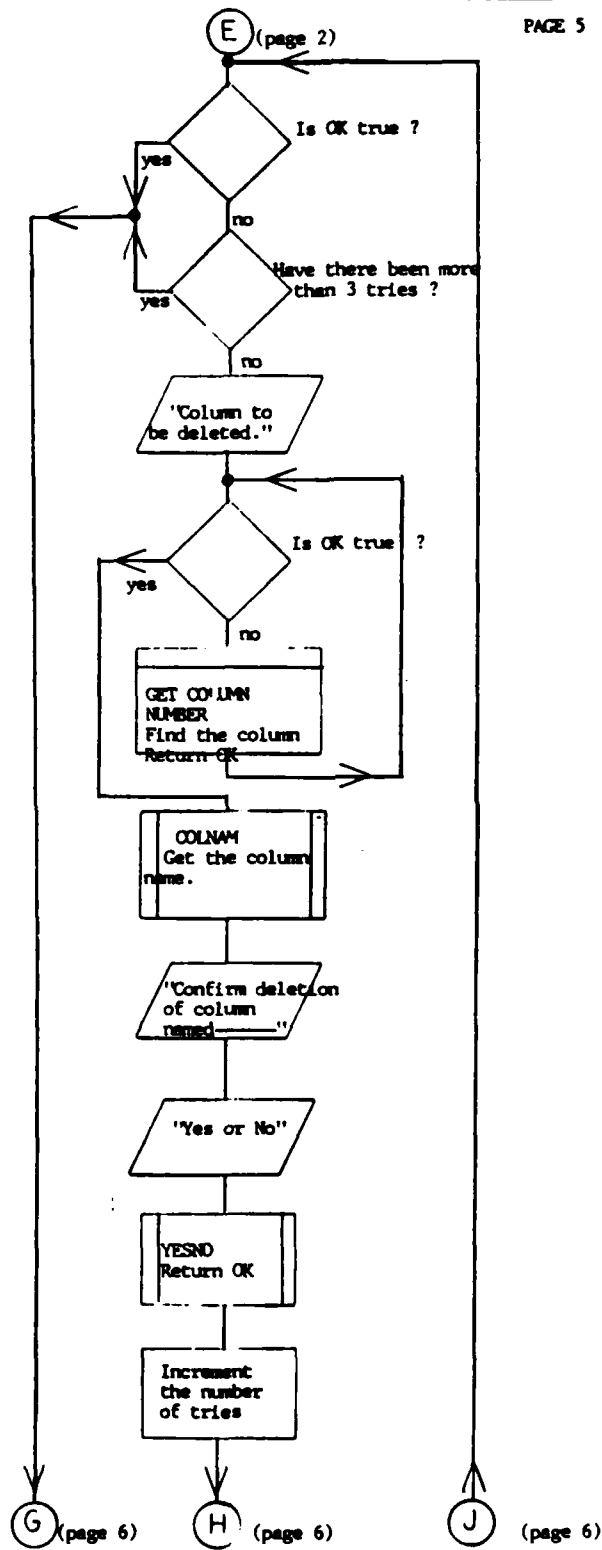 PAGE 5
E (page 2)
Is OK true ?
yes
no
Have there been more
than 3 tries ?
yes
no
"Column to
be deleted."
Is OK true ?
yes
no
GET COLUMN
NUMBER
Find the column
Return OK
COLNAM
Get the column
name.
"Confirm deletion
of column
named———"
"Yes or No"
YESNO
Return OK
Increment
the number
of tries
G (page 6) H (page 6) J (page 6)